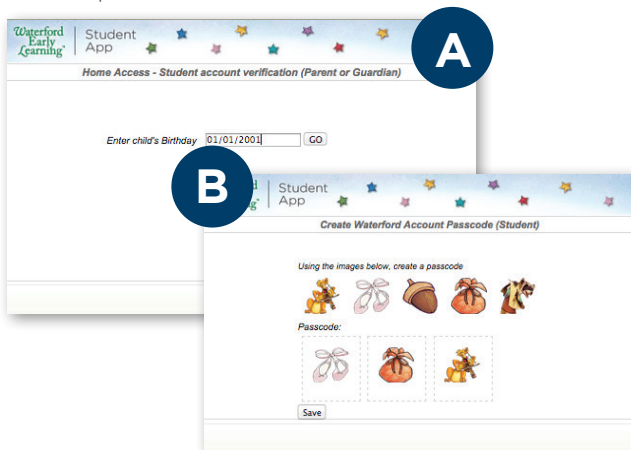 Waterford
Early
Learning
Student
App
A
Home Access - Student account verification (Parent or Guardian)
Enter child's Birthday 01/01/2001 GO
B
Student
App
Create Waterford Account Passcode (Student)
Using the images below, create a passcode
Passcode:
Save